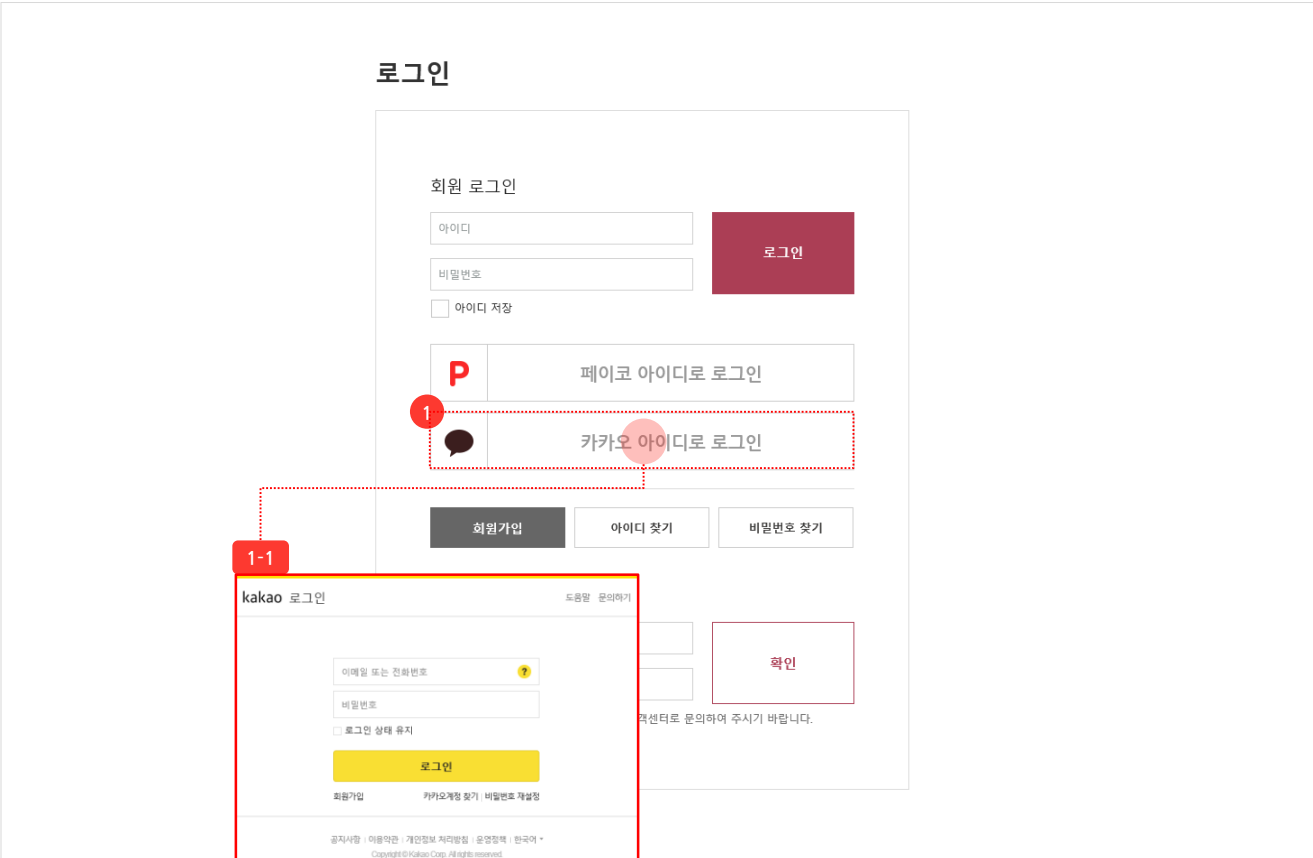 로그인
회원 로그인
아이디
로그인
비밀번호
아이디 저장
P 페이코 아이디로 로그인
1
카카오 아이디로 로그인
회원가입 아이디 찾기 비밀번호 찾기
1-1
kakao 로그인 도움말 문의하기
이메일 또는 전화번호 ?
확인
비밀번호
객센터로 문의하여 주시기 바랍니다.
로그인 상태 유지
로그인
회원가입 카카오계정 찾기 | 비밀번호 재설정
공지사항 | 이용약관 | 개인정보 처리방침 | 운영정책 | 한국어
Copyright © Kakao Corp. All rights reserved.